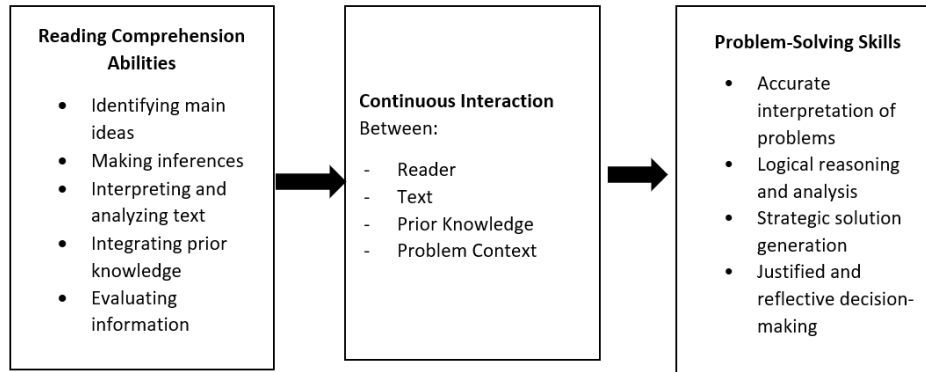 Reading Comprehension
Abilities
• Identifying main
ideas
• Making inferences
• Interpreting and
analyzing text
• Integrating prior
knowledge
• Evaluating
information
Continuous Interaction
Between:
- Reader
- Text
- Prior Knowledge
- Problem Context
Problem-Solving Skills
• Accurate
interpretation of
problems
• Logical reasoning
and analysis
• Strategic solution
generation
• Justified and
reflective decision-
making